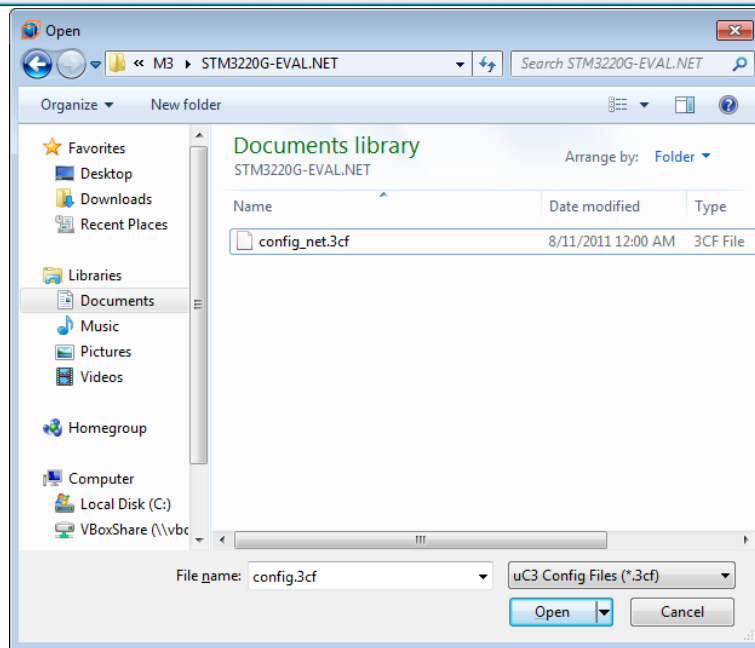 Open
« M3 ▸ STM3220G-EVAL.NET
Search STM3220G-EVAL.NET
Organize
New folder
Favorites
Desktop
Downloads
Recent Places
Libraries
Documents
Music
Pictures
Videos
Homegroup
Computer
Local Disk (C:)
VBoxShare (\\vbc
Documents library
STM3220G-EVAL.NET
Arrange by: Folder
Name
Date modified
Type
config_net.3cf
8/11/2011 12:00 AM
3CF File
File name: config.3cf
uC3 Config Files (*.3cf)
Open
Cancel